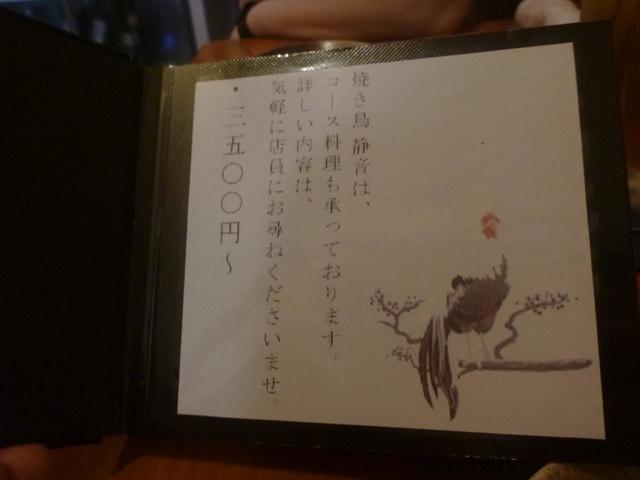 焼き鳥 静音は、
コース料理も承っております。
詳しい内容は、
気軽に店員にお尋ねくださいませ。
・三五〇〇円～